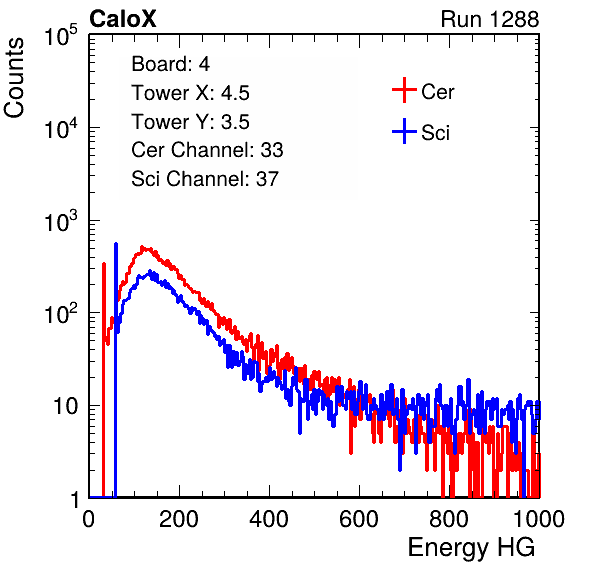 CaloX Run 1288
Counts
Board: 4
Tower X: 4.5
Tower Y: 3.5
Cer Channel: 33
Sci Channel: 37
Cer
Sci
10^5
10^4
10^3
10^2
10
1
0 200 400 600 800 1000
Energy HG